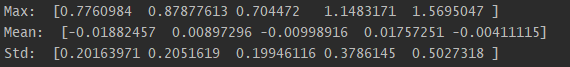 Max:  [0.7760984  0.87877613 0.704472   1.1483171  1.5695047 ]
Mean:  [-0.01882457  0.00897296 -0.00998916  0.01757251 -0.00411115]
Std:  [0.20163971 0.2051619  0.19946116 0.3786145  0.5027318 ]